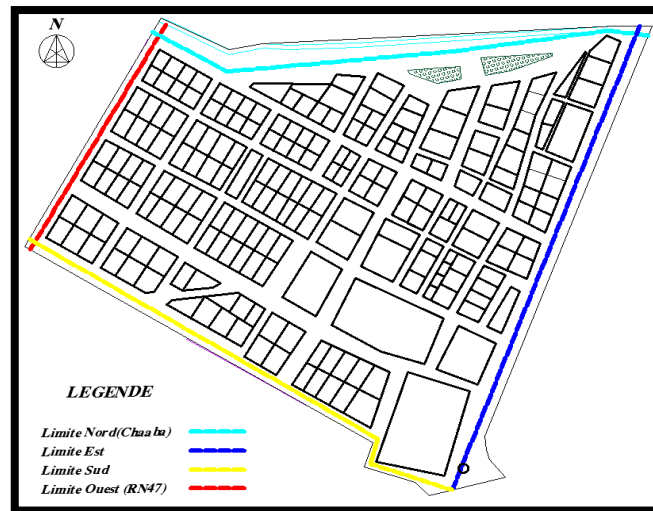 N
LEGENDE
Limite Nord(Chaaba)
Limite Est
Limite Sud
Limite Ouest (RN47)